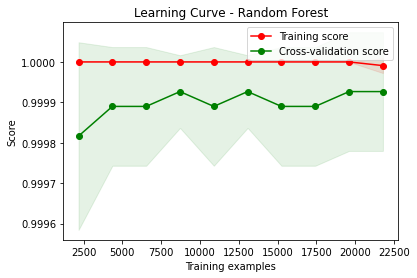 Learning Curve - Random Forest
Training score
Cross-validation score
Score
1.0000
0.9999
0.9998
0.9997
0.9996
2500 5000 7500 10000 12500 15000 17500 20000 22500
Training examples